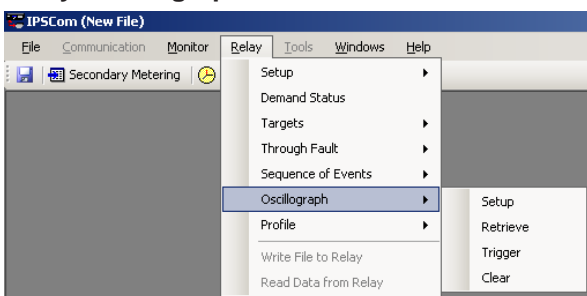 IPSCom (New File)
File Communication Monitor Relay Tools Windows Help
Secondary Metering
Setup
Demand Status
Targets
Through Fault
Sequence of Events
Oscillograph
Profile
Write File to Relay
Read Data from Relay
Setup
Retrieve
Trigger
Clear